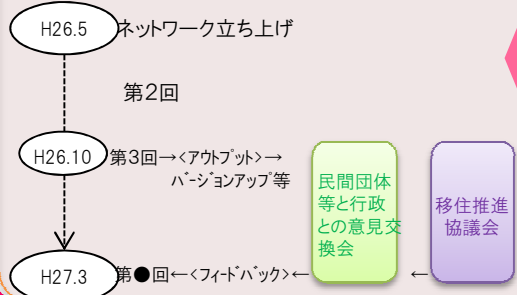 H26.5 ネットワーク立ち上げ
第2回
H26.10 第3回→<アウトプット>→
バージョンアップ等
民間団体
等と行政
との意見交
換会
移住推進
協議会
H27.3 第●回←<フィードバック>← ←